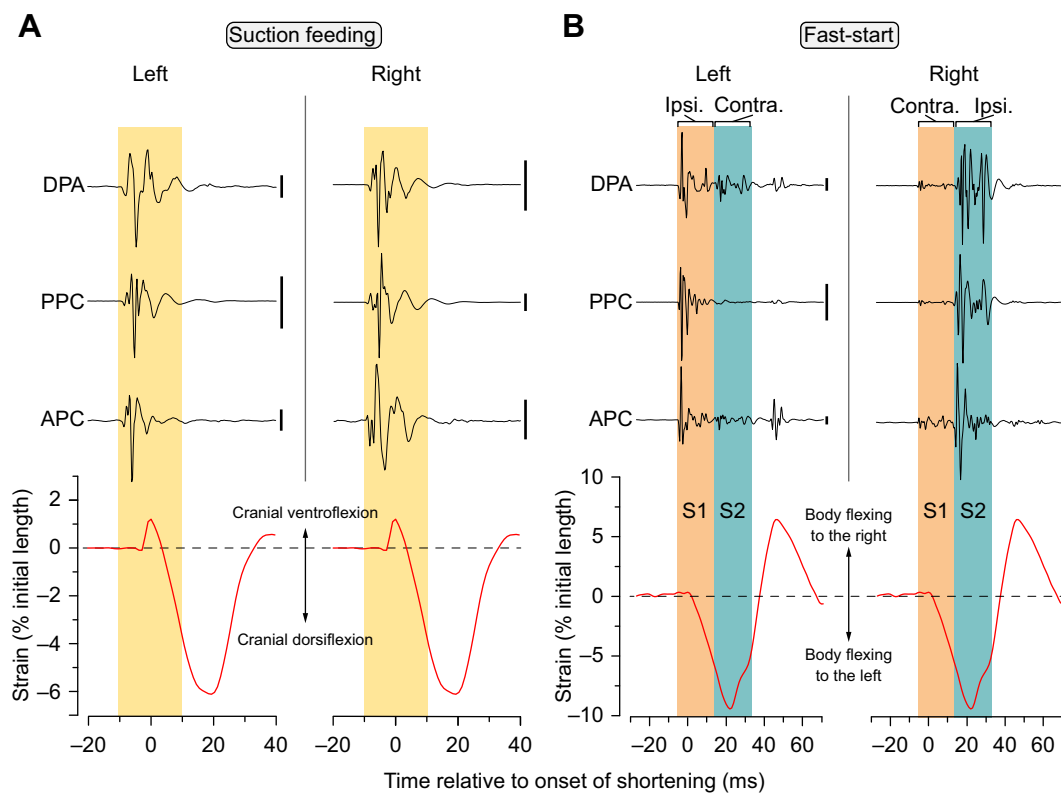 A
Suction feeding
Left
Right
DPA
PPC
APC
Strain (% initial length)
2
0
–2
–4
–6
Cranial ventroflexion
Cranial dorsiflexion
–20
0
20
40
–20
0
20
40
B
Fast-start
Left
Right
Ipsi.
Contra.
Contra.
Ipsi.
DPA
PPC
APC
Strain (% initial length)
10
5
0
–5
–10
S1
S2
S1
S2
Body flexing
to the right
Body flexing
to the left
–20
0
20
40
60
–20
0
20
40
60
Time relative to onset of shortening (ms)